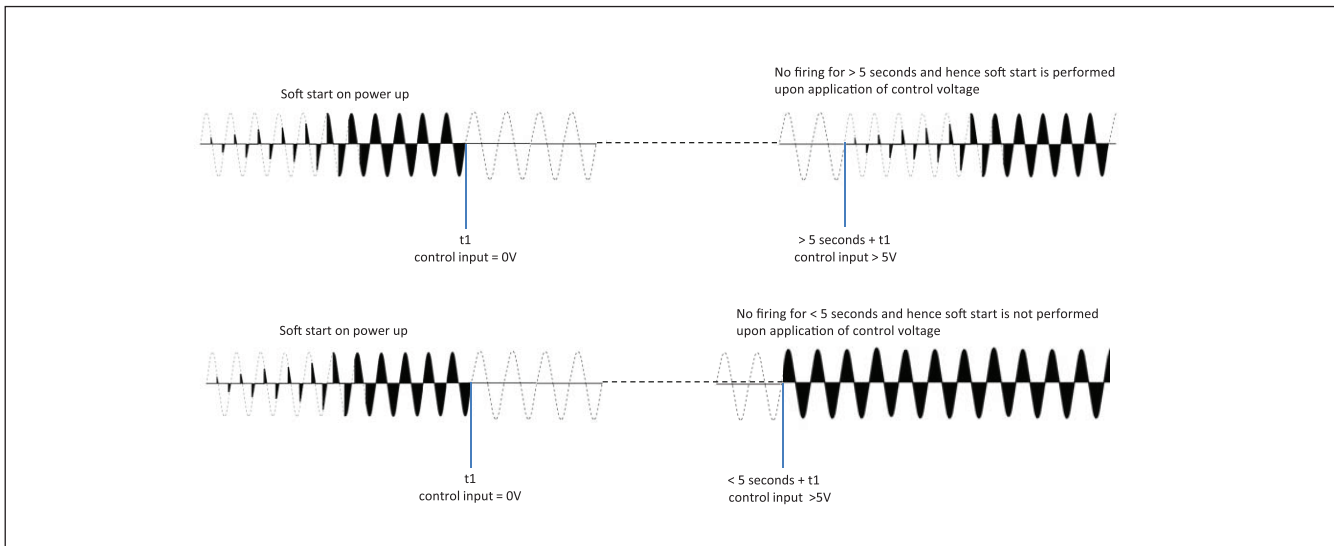 No firing for > 5 seconds and hence soft start is performed
upon application of control voltage
Soft start on power up
t1
control input = 0V
> 5 seconds + t1
control input > 5V
No firing for < 5 seconds and hence soft start is not performed
upon application of control voltage
Soft start on power up
t1
control input = 0V
< 5 seconds + t1
control input >5V